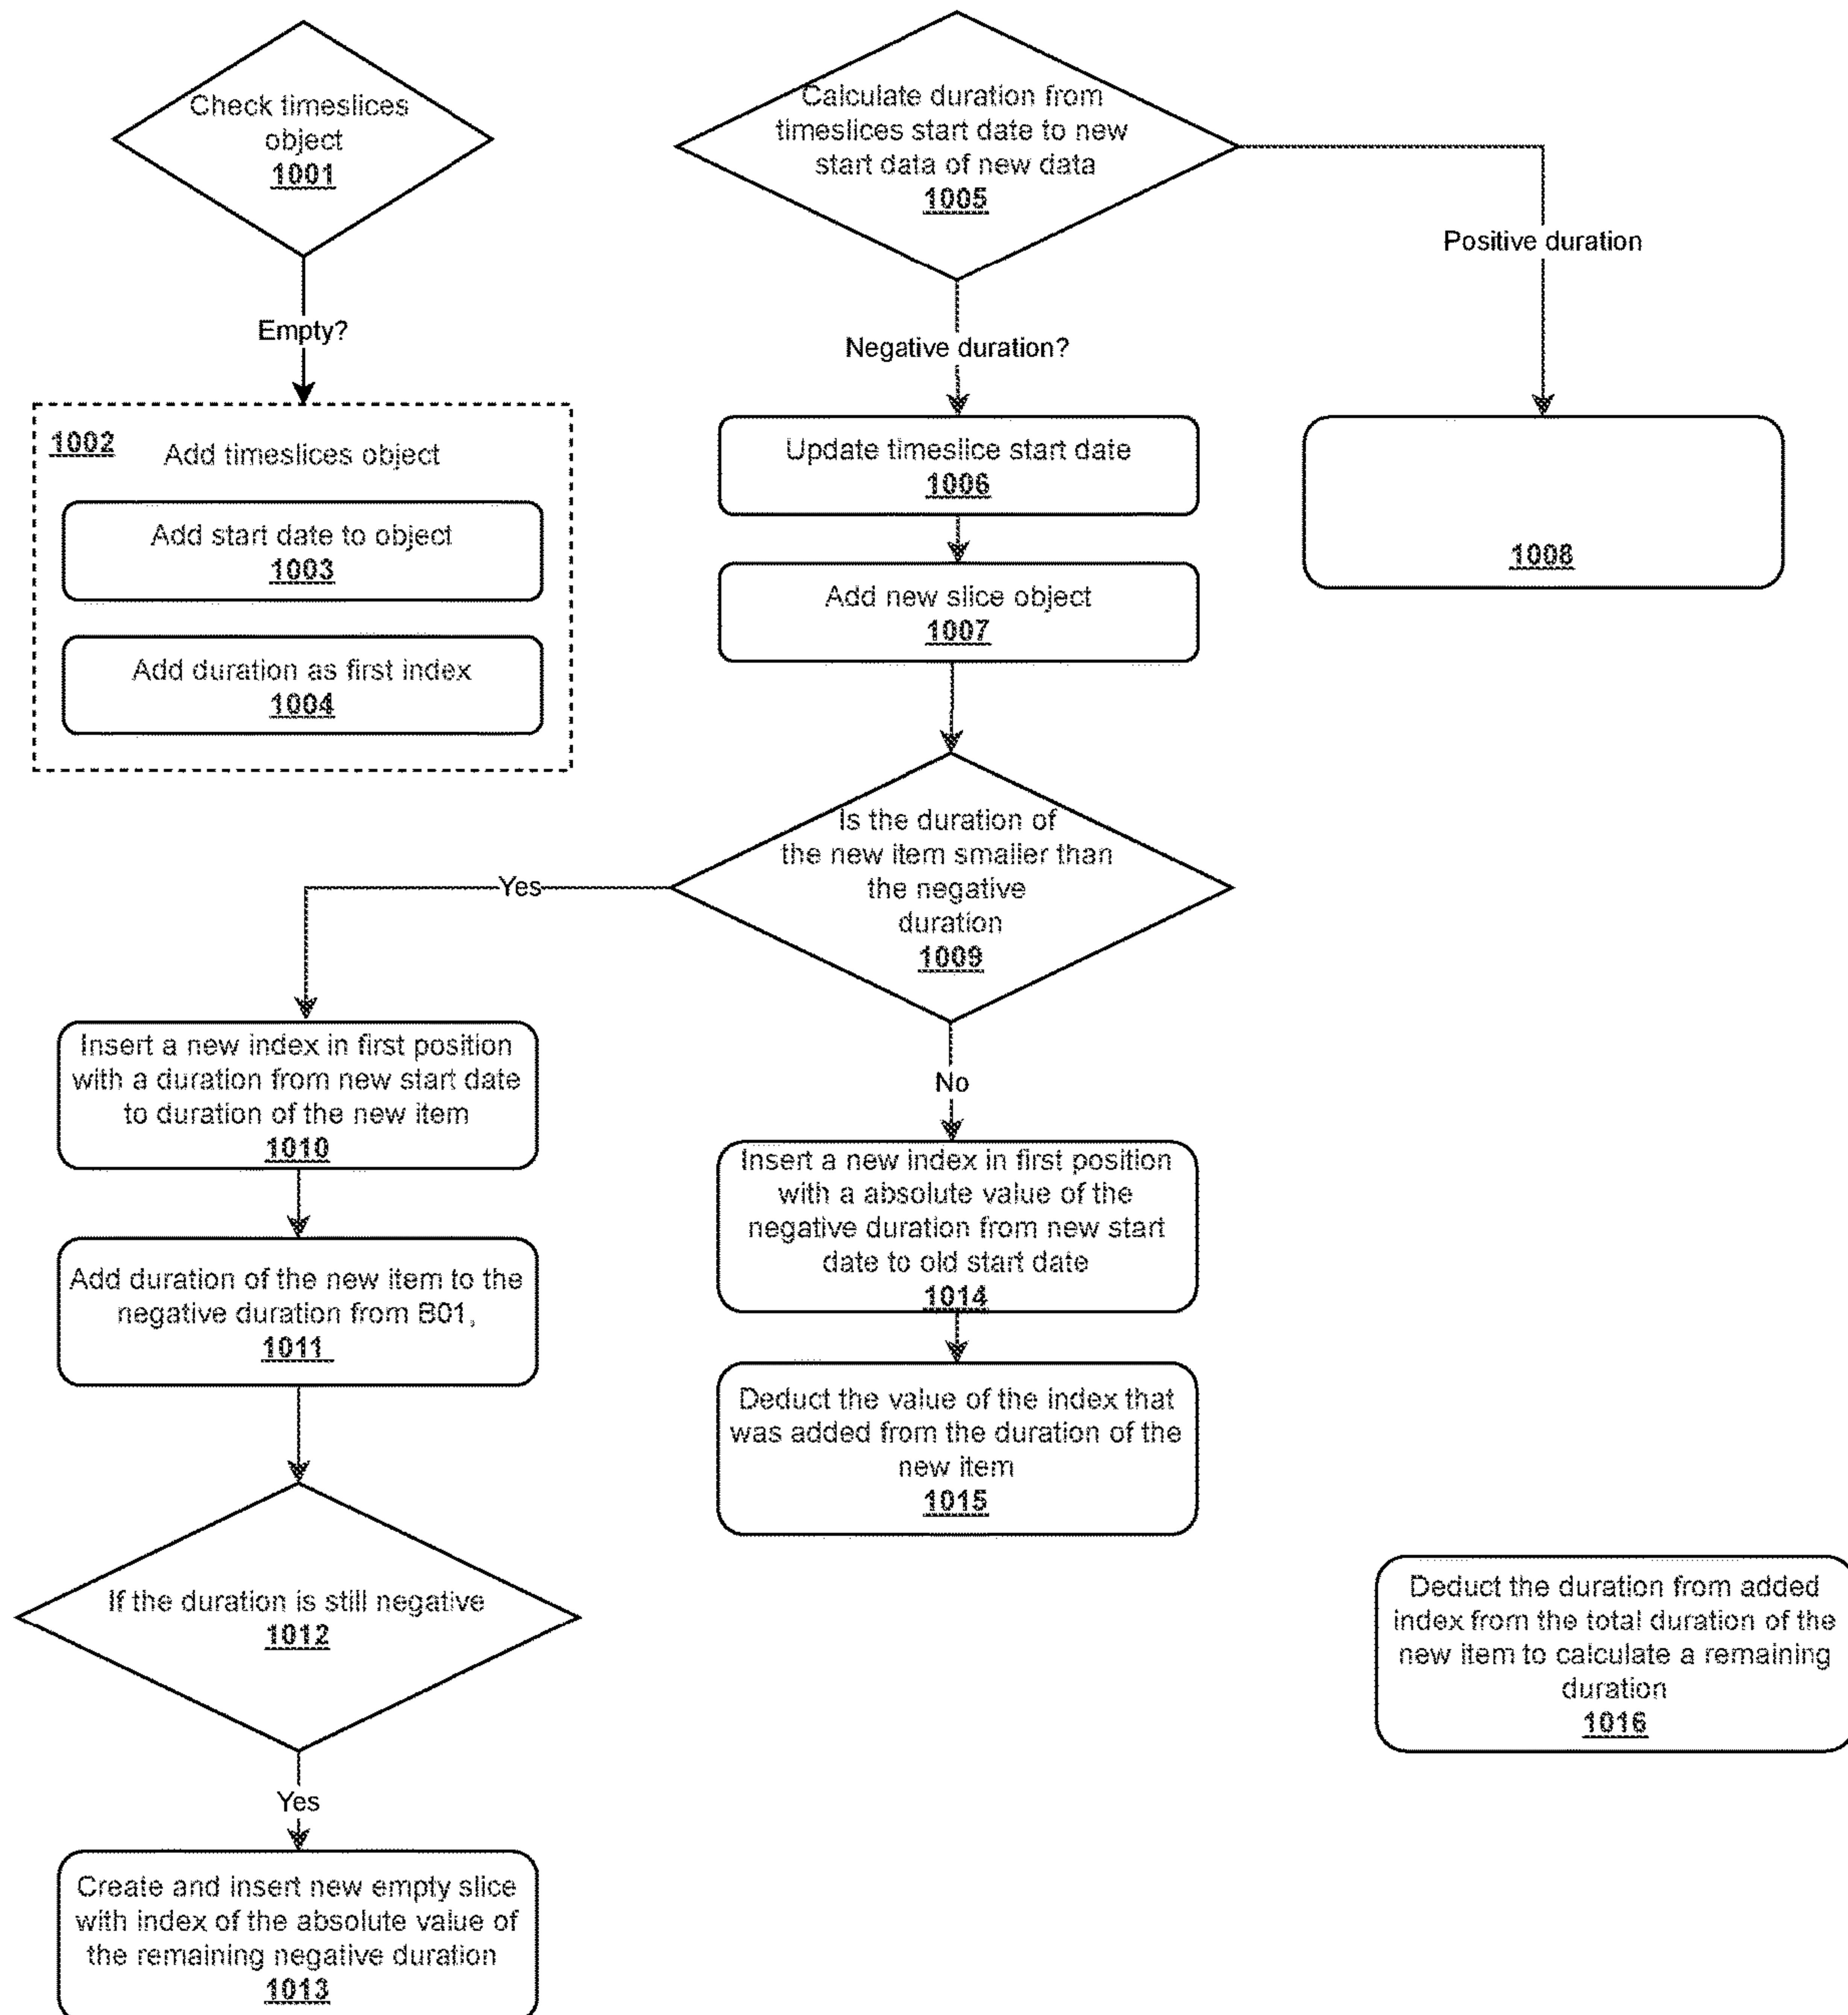 Check timeslices
object
1001
Empty?
1002
Add timeslices object
Add start date to object
1003
Add duration as first index
1004
Calculate duration from
timeslices start date to new
start data of new data
1005
Positive duration
Negative duration?
Update timeslice start date
1006
Add new slice object
1007
1008
Is the duration of
the new item smaller than
the negative
duration
1009
Yes
Insert a new index in first position
with a duration from new start date
to duration of the new item
1010
Add duration of the new item to the
negative duration from B01,
1011
If the duration is still negative
1012
Yes
Create and insert new empty slice
with index of the absolute value of
the remaining negative duration
1013
No
Insert a new index in first position
with a absolute value of the
negative duration from new start
date to old start date
1014
Deduct the value of the index that
was added from the duration of the
new item
1015
Deduct the duration from added
index from the total duration of the
new item to calculate a remaining
duration
1016